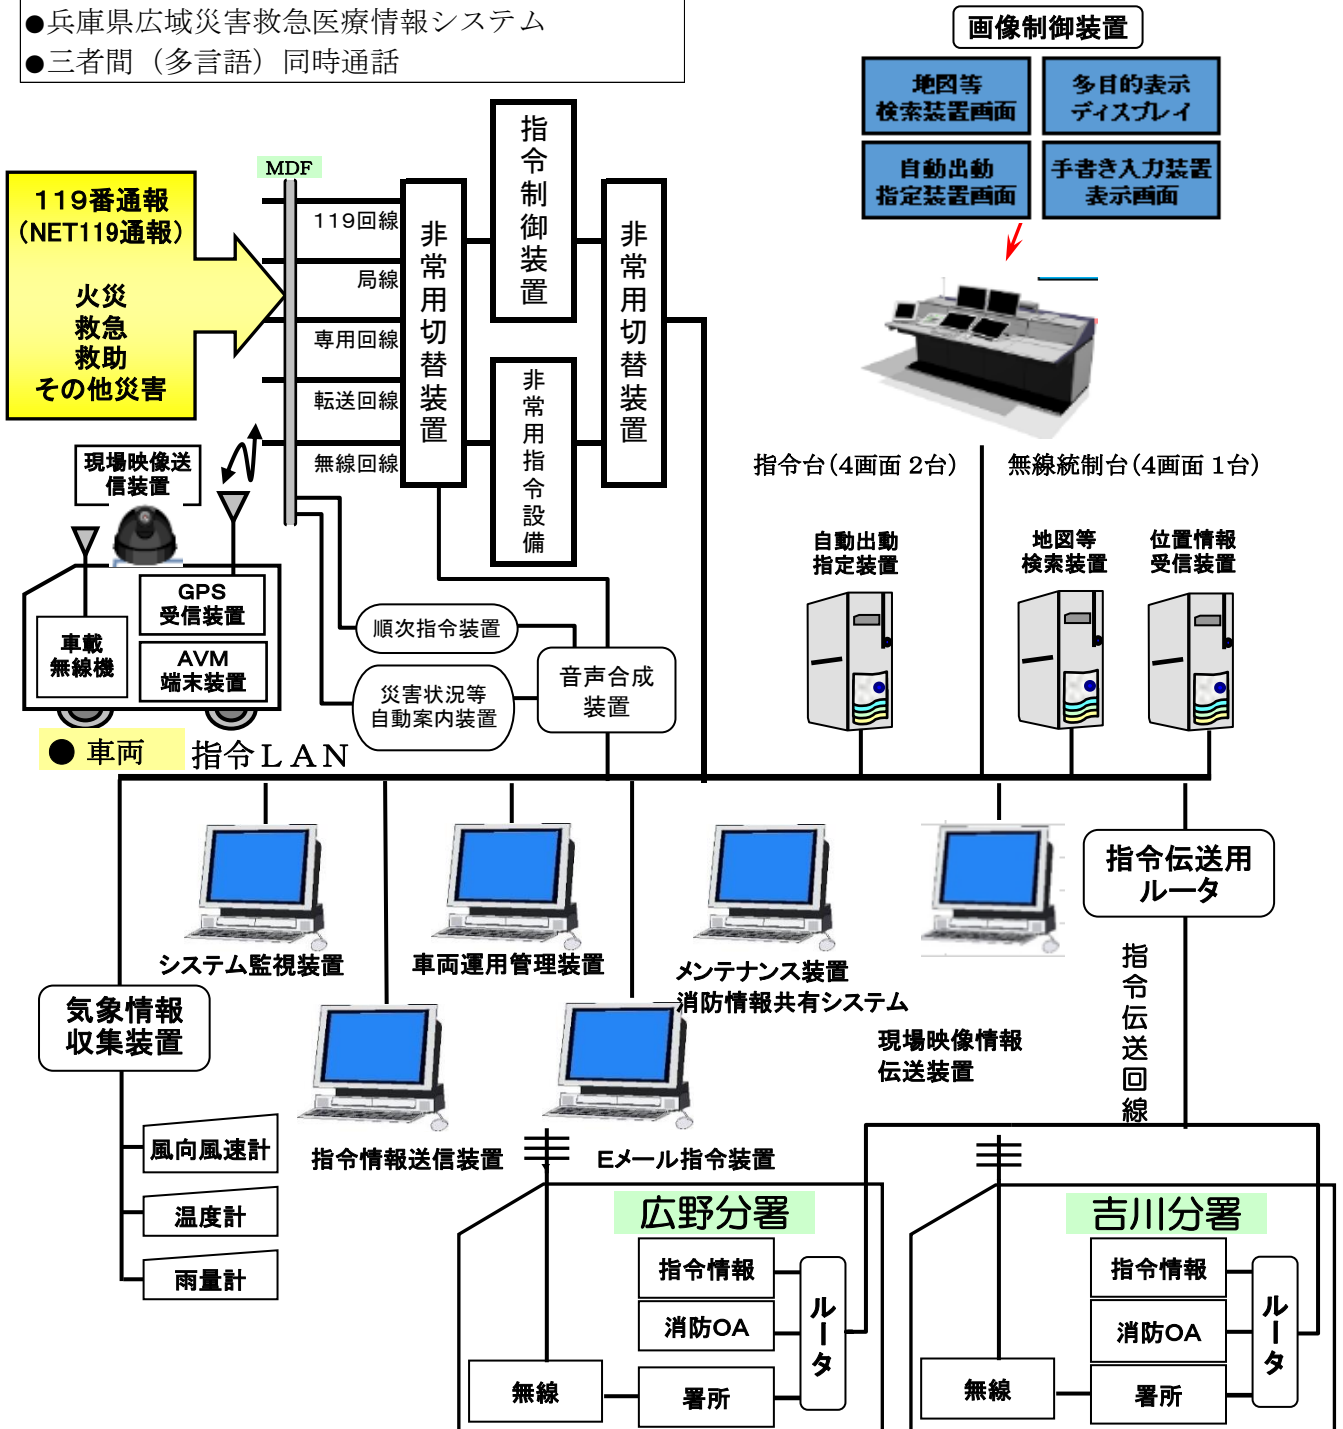 ●兵庫県広域災害救急医療情報システム
●三者間（多言語）同時通話
画像制御装置
地図等
検索装置画面
多目的表示
ディスプレイ
自動出動
指定装置画面
手書き入力装置
表示画面
119番通報
（NET119通報）
火災
救急
救助
その他災害
MDF
119回線
局線
専用回線
転送回線
無線回線
非常用切替装置
指令制御装置
非常用指令設備
非常用切替装置
現場映像送
信装置
GPS
受信装置
車載
無線機
AVM
端末装置
● 車両
順次指令装置
災害状況等
自動案内装置
音声合成
装置
指令台（4画面 2台）
無線統制台（4画面 1台）
自動出動
指定装置
地図等
検索装置
位置情報
受信装置
指令ＬＡＮ
システム監視装置
車両運用管理装置
メンテナンス装置
消防情報共有システム
現場映像情報
伝送装置
指令伝送用
ルータ
指令伝送回線
気象情報
収集装置
風向風速計
温度計
雨量計
指令情報送信装置
Eメール指令装置
広野分署
指令情報
消防OA
署所
無線
ルータ
吉川分署
指令情報
消防OA
署所
無線
ルータ